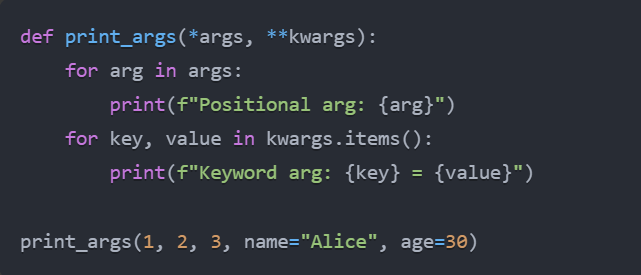 def print_args(*args, **kwargs):
    for arg in args:
        print(f"Positional arg: {arg}")
    for key, value in kwargs.items():
        print(f"Keyword arg: {key} = {value}")

print_args(1, 2, 3, name="Alice", age=30)